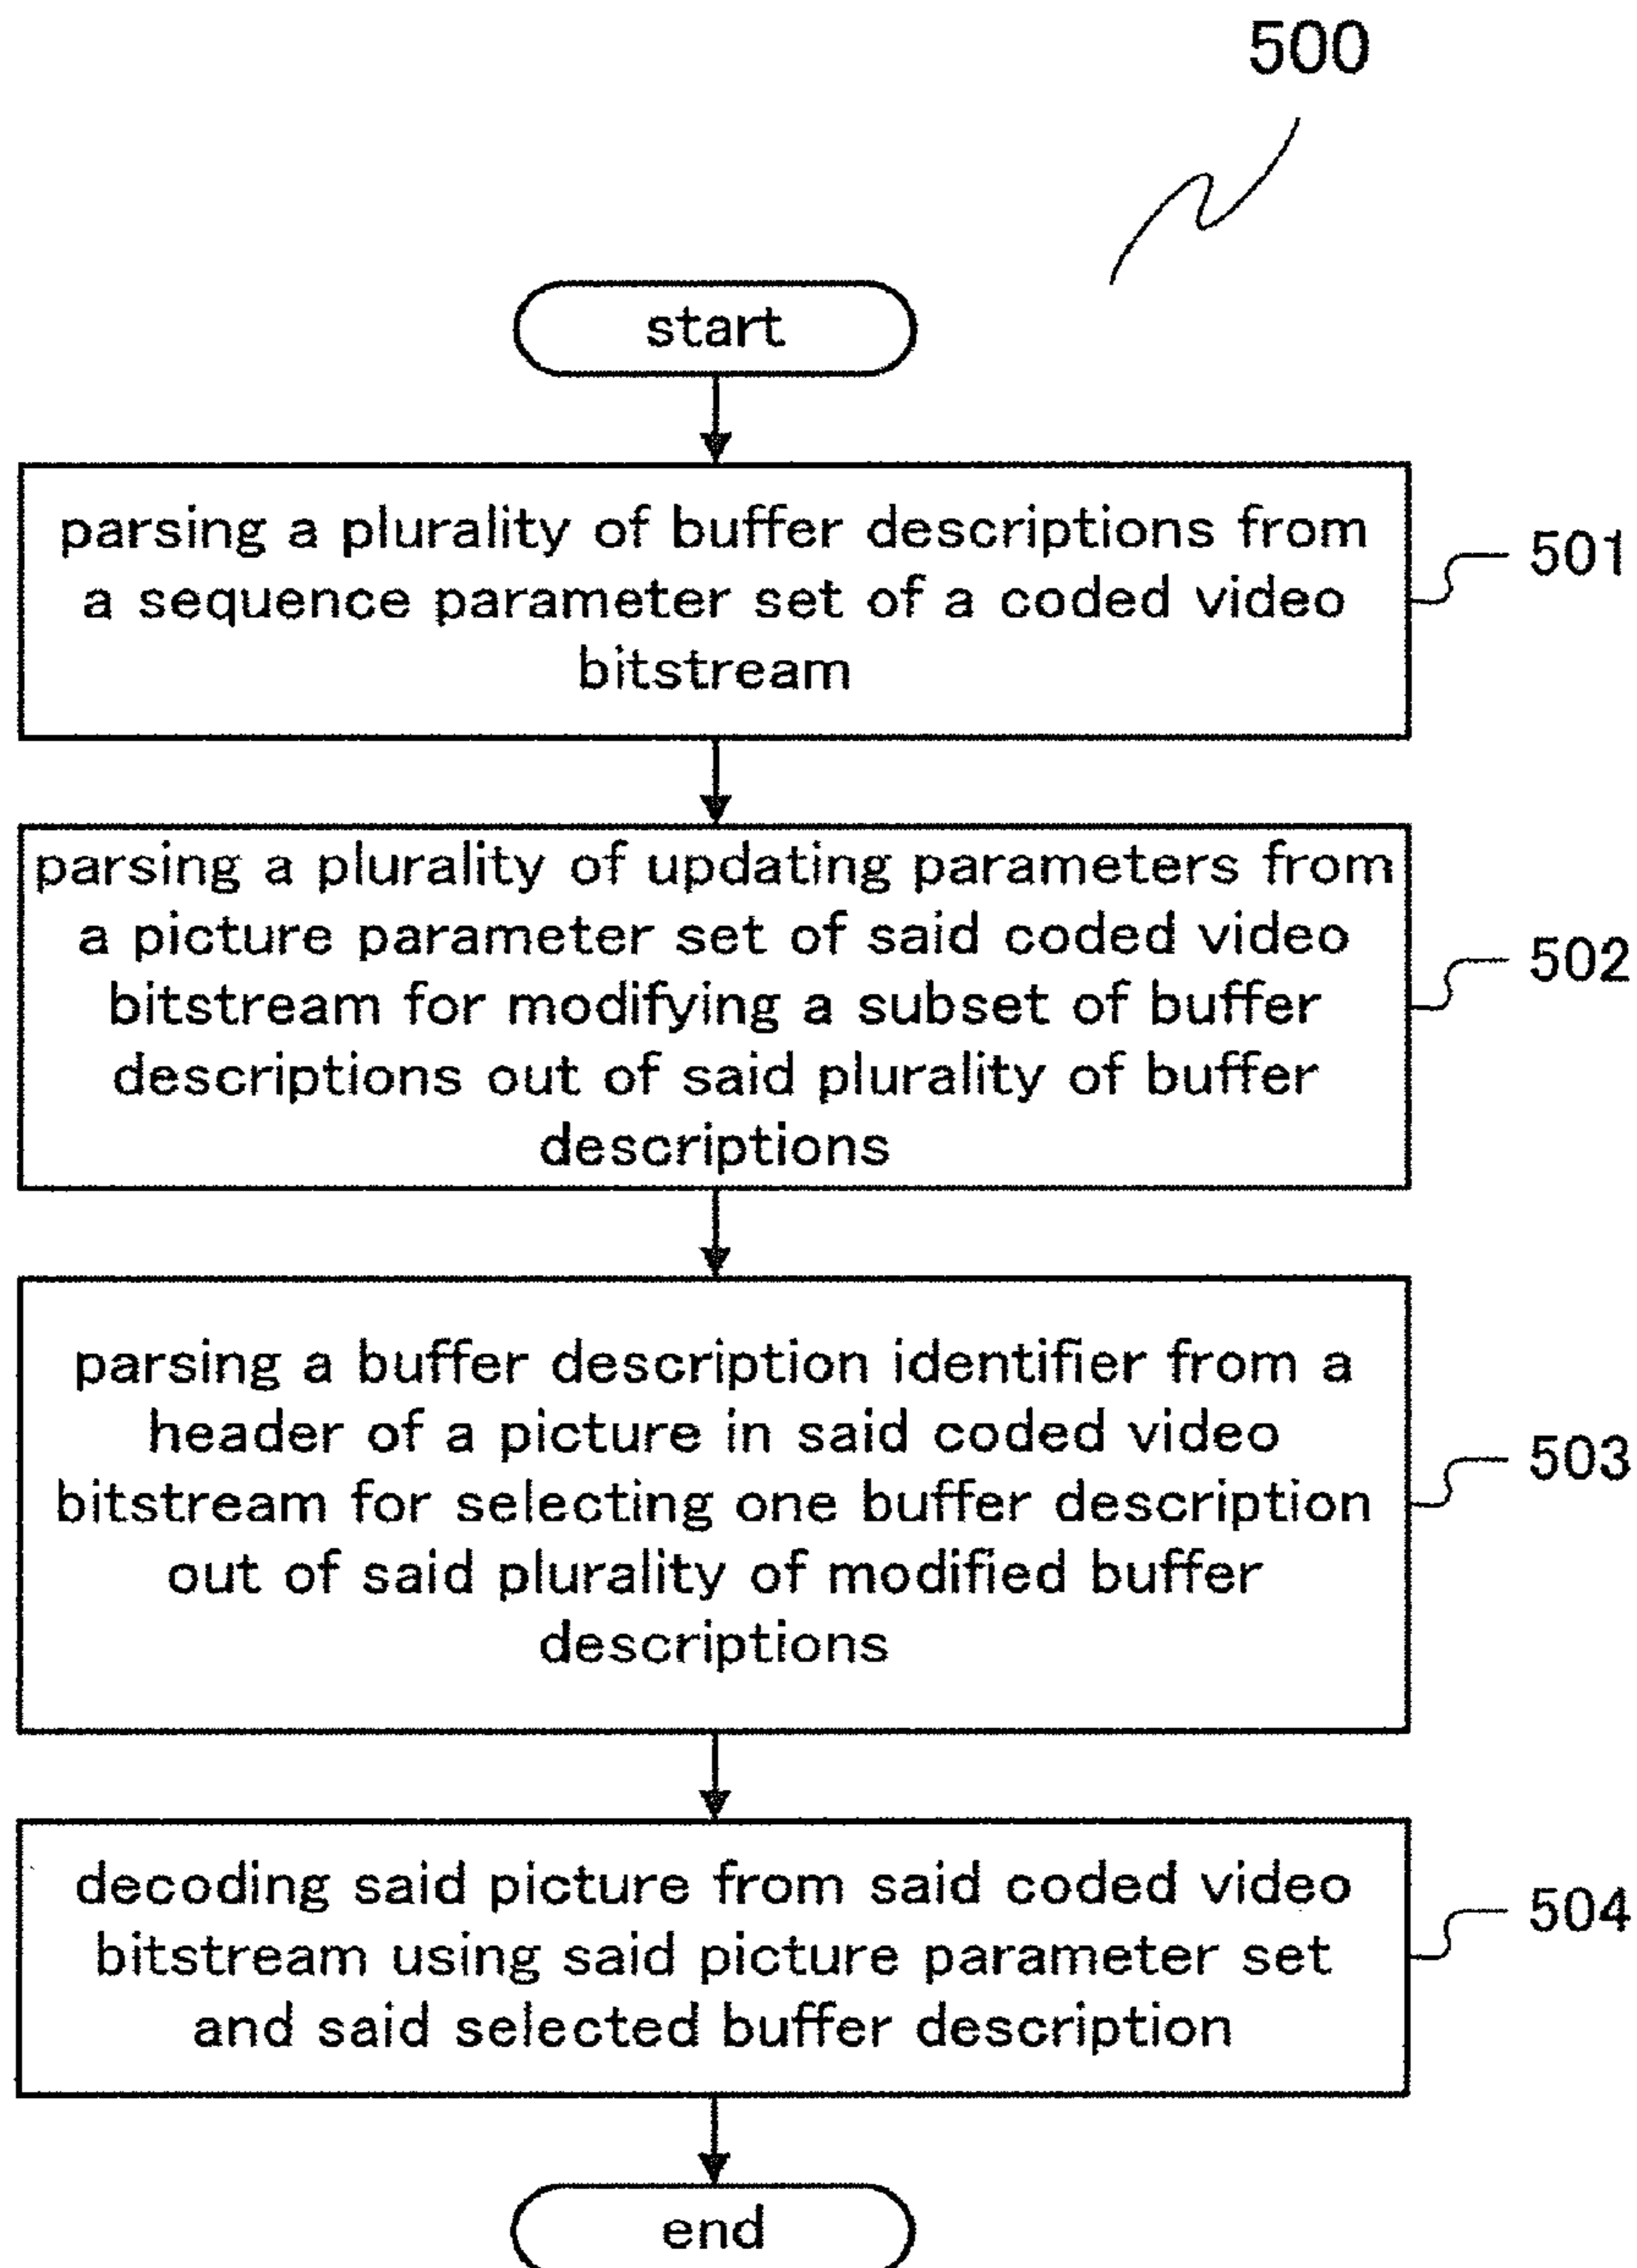 500
start
parsing a plurality of buffer descriptions from
a sequence parameter set of a coded video
bitstream
501
parsing a plurality of updating parameters from
a picture parameter set of said coded video
bitstream for modifying a subset of buffer
descriptions out of said plurality of buffer
descriptions
502
parsing a buffer description identifier from a
header of a picture in said coded video
bitstream for selecting one buffer description
out of said plurality of modified buffer
descriptions
503
decoding said picture from said coded video
bitstream using said picture parameter set
and said selected buffer description
504
end